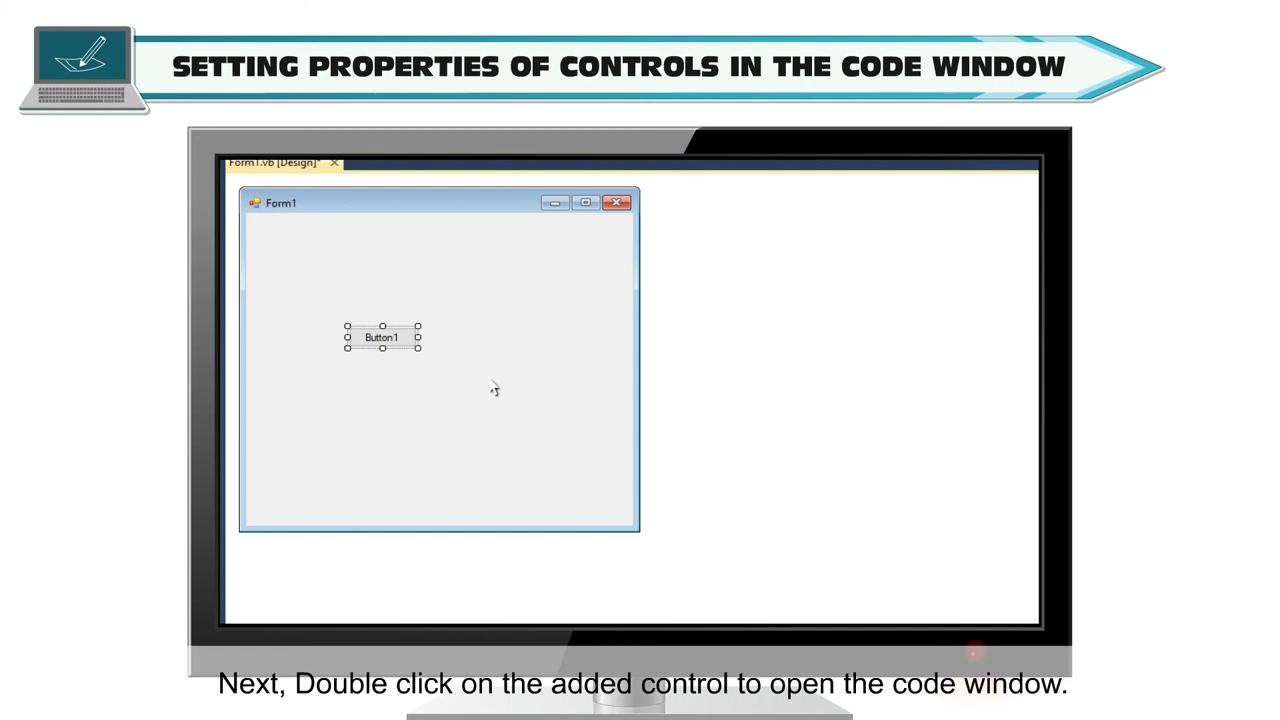 SETTING PROPERTIES OF CONTROLS IN THE CODE WINDOW
Form1.vb [Design]*
Form1
Button1
Next, Double click on the added control to open the code window.